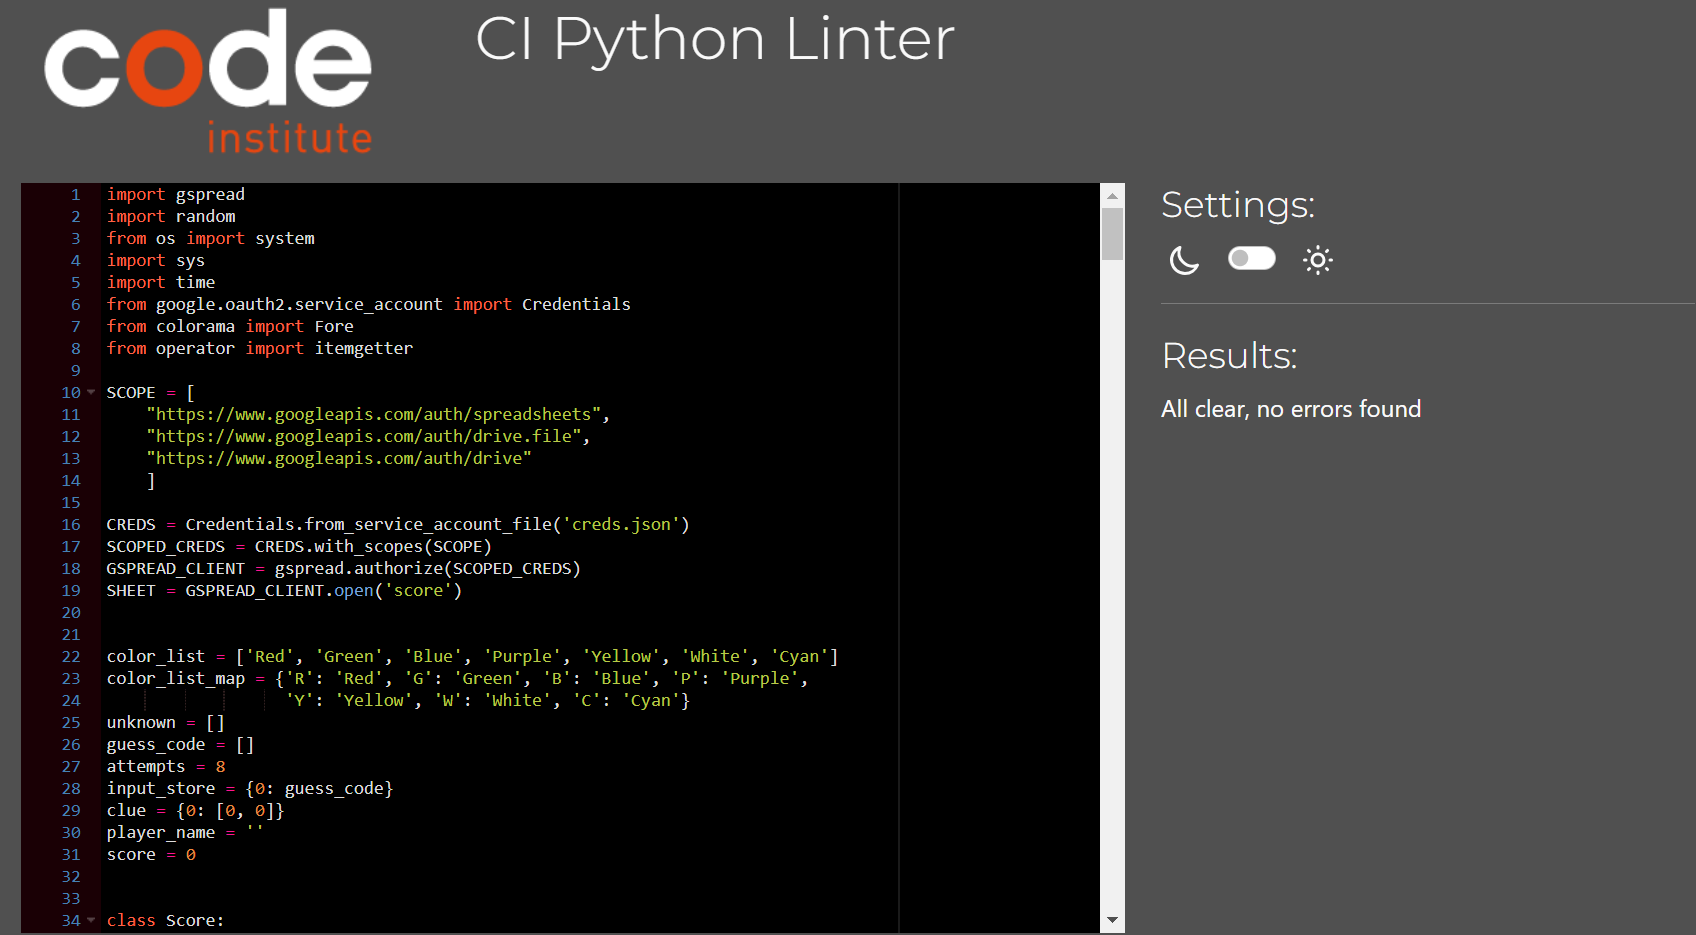 code
institute
CI Python Linter
1 import gspread
2 import random
3 from os import system
4 import sys
5 import time
6 from google.oauth2.service_account import Credentials
7 from colorama import Fore
8 from operator import itemgetter
9
10 SCOPE = [
11     "https://www.googleapis.com/auth/spreadsheets",
12     "https://www.googleapis.com/auth/drive.file",
13     "https://www.googleapis.com/auth/drive"
14     ]
15
16 CREDS = Credentials.from_service_account_file('creds.json')
17 SCOPED_CREDS = CREDS.with_scopes(SCOPE)
18 GSPREAD_CLIENT = gspread.authorize(SCOPED_CREDS)
19 SHEET = GSPREAD_CLIENT.open('score')
20
21
22 color_list = ['Red', 'Green', 'Blue', 'Purple', 'Yellow', 'White', 'Cyan']
23 color_list_map = {'R': 'Red', 'G': 'Green', 'B': 'Blue', 'P': 'Purple',
24                   'Y': 'Yellow', 'W': 'White', 'C': 'Cyan'}
25 unknown = []
26 guess_code = []
27 attempts = 8
28 input_store = {0: guess_code}
29 clue = {0: [0, 0]}
30 player_name = ''
31 score = 0
32
33
34 class Score:
Settings:
Results:
All clear, no errors found